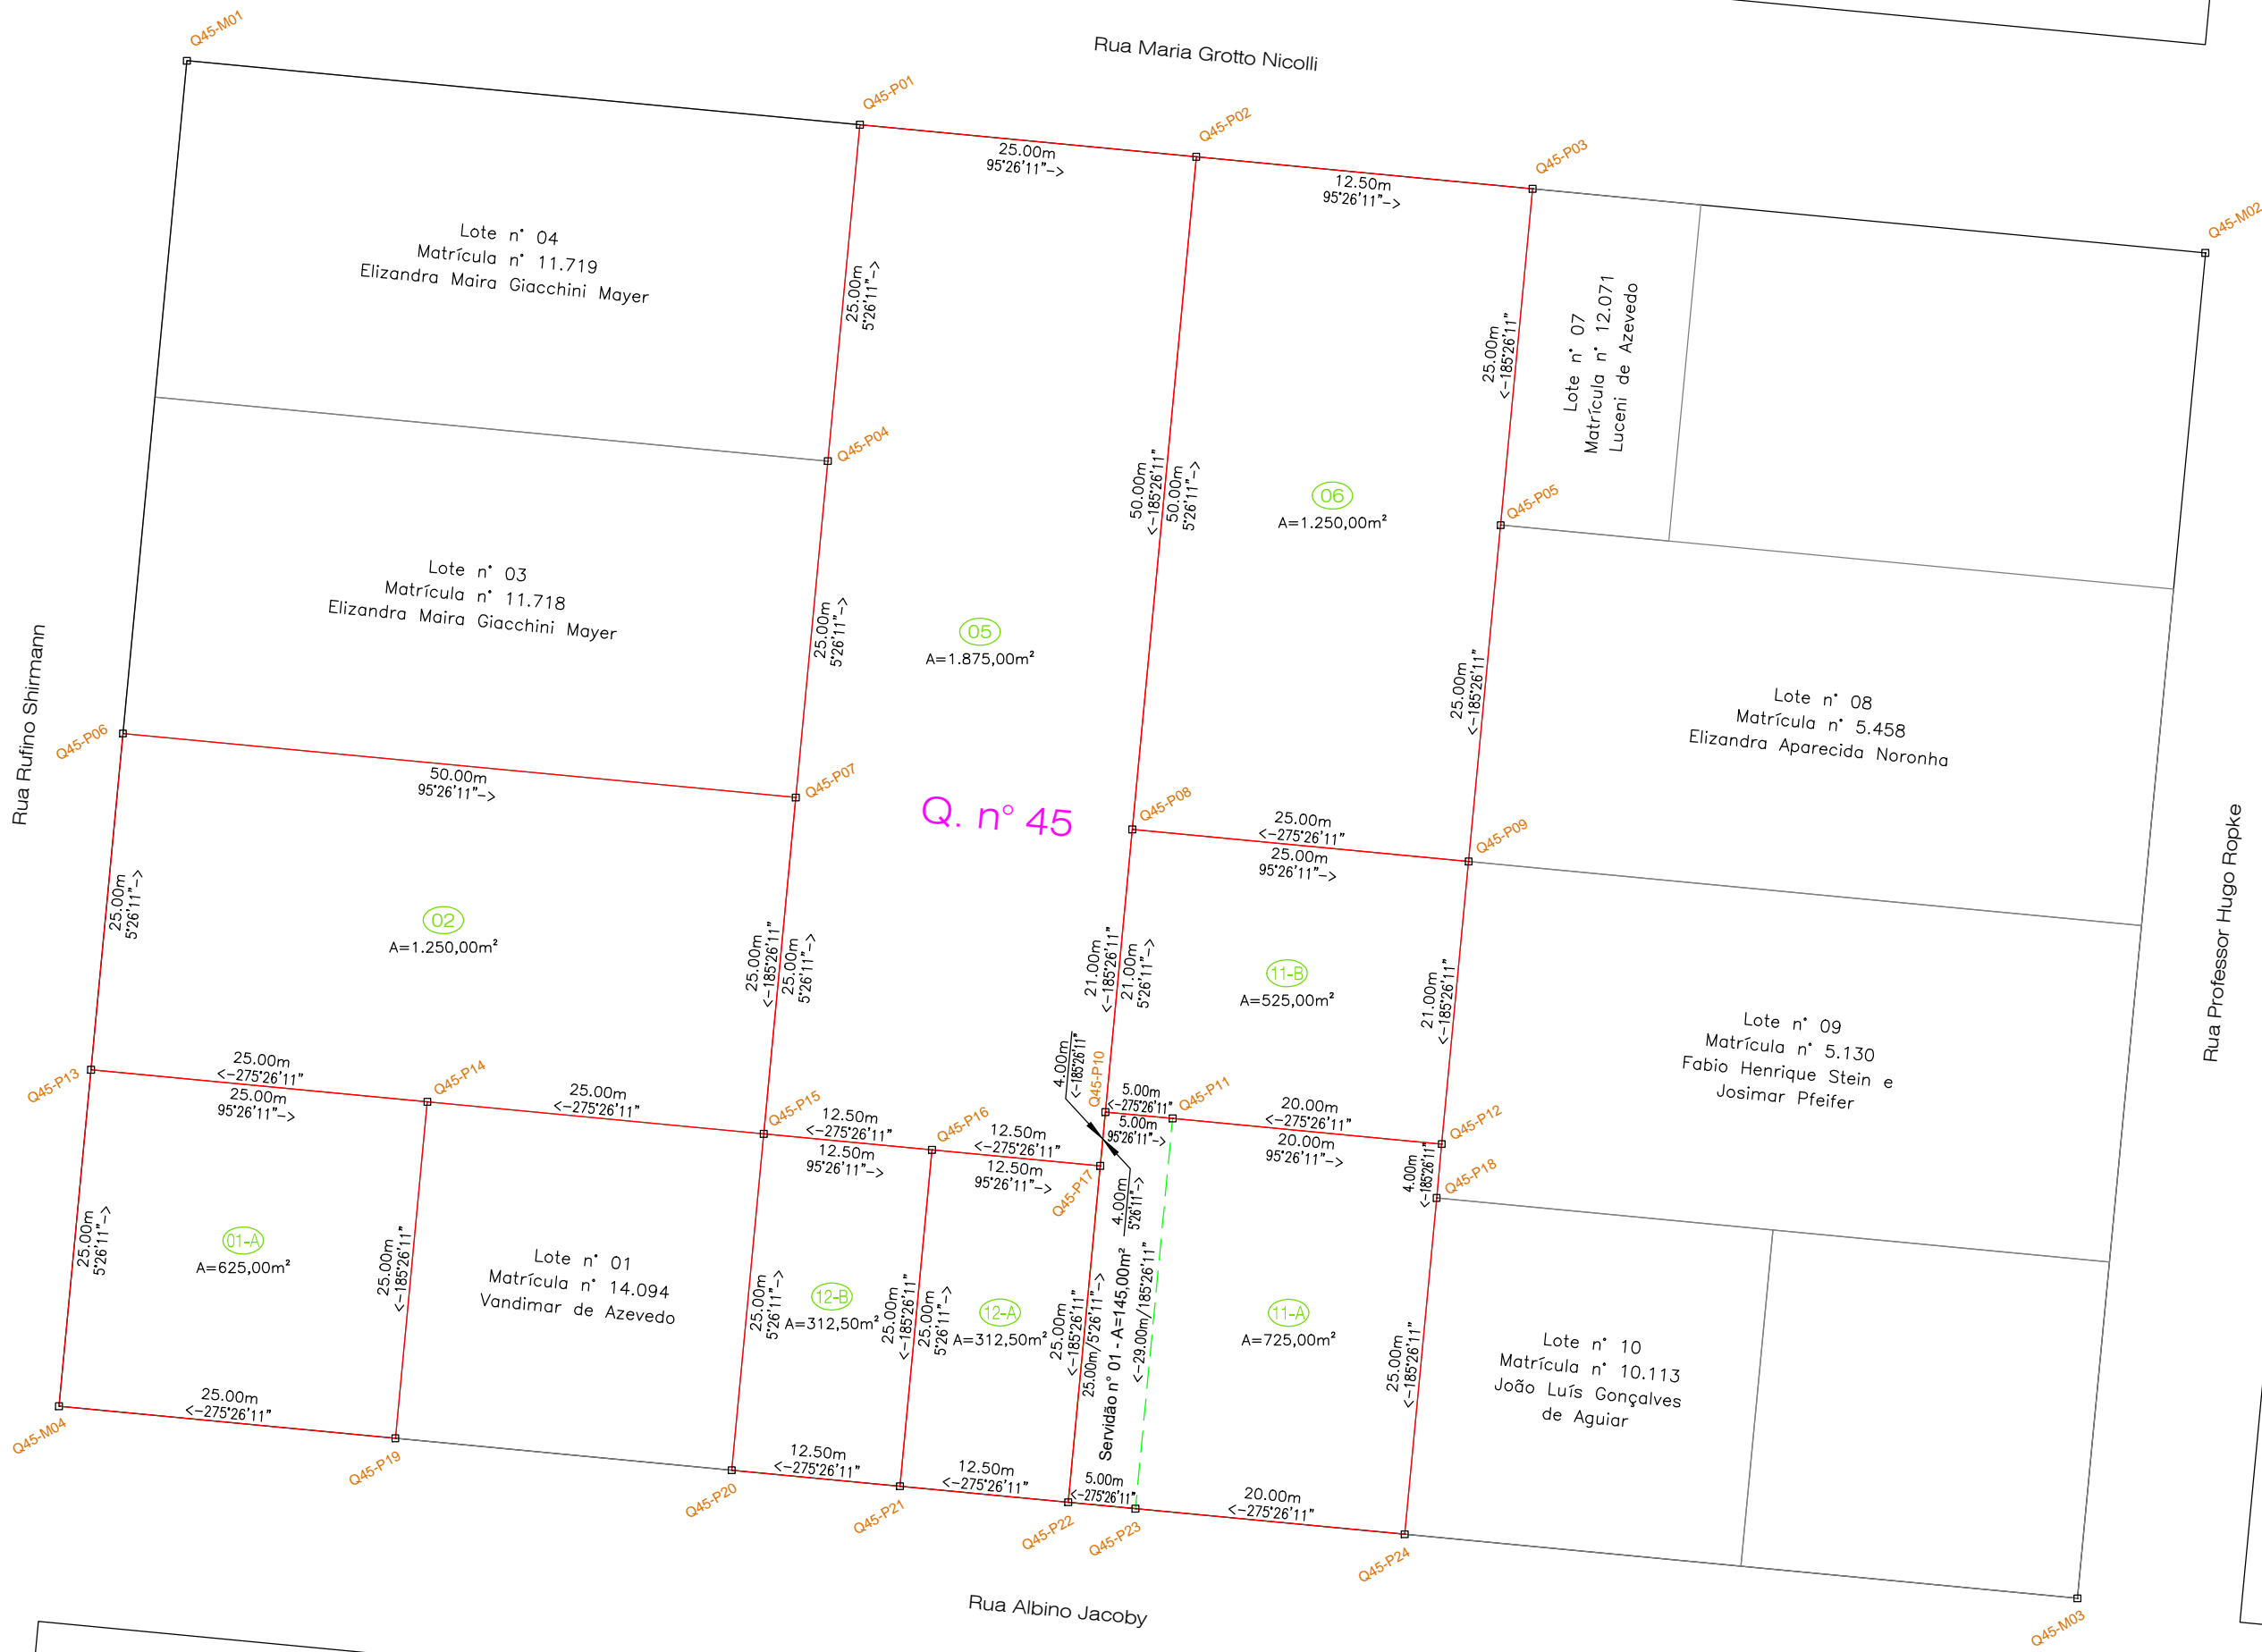 Q45-M01
Rua Maria Grotto Nicolli
Q45-P01
Q45-P02
Q45-P03
Q45-M02
25.00m
95°26'11"->
12.50m
95°26'11"->
Lote n° 04
Matrícula n° 11.719
Elizandra Maira Giacchini Mayer
25.00m
5°26'11"->
25.00m
<-185°26'11"
Lote n° 07
Matrícula n° 12.071
Luceni de Azevedo
Q45-P04
50.00m
<-185°26'11"
50.00m
5°26'11"->
06
A=1.250,00m²
Q45-P05
Lote n° 03
Matrícula n° 11.718
Elizandra Maira Giacchini Mayer
25.00m
5°26'11"->
05
A=1.875,00m²
25.00m
<-185°26'11"
Lote n° 08
Matrícula n° 5.458
Elizandra Aparecida Noronha
Rua Rufino Shirmann
Q45-P06
50.00m
95°26'11"->
Q45-P07
Q. n° 45
Q45-P08
25.00m
<-275°26'11"
25.00m
95°26'11"->
Q45-P09
Rua Professor Hugo Ropke
25.00m
5°26'11"->
02
A=1.250,00m²
25.00m
<-185°26'11"
25.00m
5°26'11"->
21.00m
<-185°26'11"
21.00m
5°26'11"->
11-B
A=525,00m²
21.00m
<-185°26'11"
Lote n° 09
Matrícula n° 5.130
Fabio Henrique Stein e
Josimar Pfeifer
Q45-P13
25.00m
<-275°26'11"
25.00m
95°26'11"->
Q45-P14
25.00m
<-275°26'11"
Q45-P15
12.50m
<-275°26'11"
12.50m
95°26'11"->
Q45-P16
12.50m
<-275°26'11"
12.50m
95°26'11"->
Q45-P17
4.00m
<-185°26'11"
Q45-P10
5.00m
<-275°26'11"
5.00m
95°26'11"->
Q45-P11
20.00m
<-275°26'11"
20.00m
95°26'11"->
Q45-P12
4.00m
<-185°26'11"
Q45-P18
4.00m
5°26'11"->
25.00m
5°26'11"->
01-A
A=625,00m²
25.00m
<-185°26'11"
Lote n° 01
Matrícula n° 14.094
Vandimar de Azevedo
25.00m
5°26'11"->
12-B
A=312,50m²
25.00m
<-185°26'11"
25.00m
5°26'11"->
12-A
A=312,50m²
25.00m
<-185°26'11"
25.00m/5°26'11"->
Servidão n° 01 - A=145,00m²
<-29.00m/185°26'11"
11-A
A=725,00m²
25.00m
<-185°26'11"
Lote n° 10
Matrícula n° 10.113
João Luís Gonçalves
de Aguiar
Q45-M04
25.00m
<-275°26'11"
Q45-P19
Q45-P20
12.50m
<-275°26'11"
Q45-P21
12.50m
<-275°26'11"
Q45-P22
5.00m
<-275°26'11"
Q45-P23
20.00m
<-275°26'11"
Q45-P24
Rua Albino Jacoby
Q45-M03